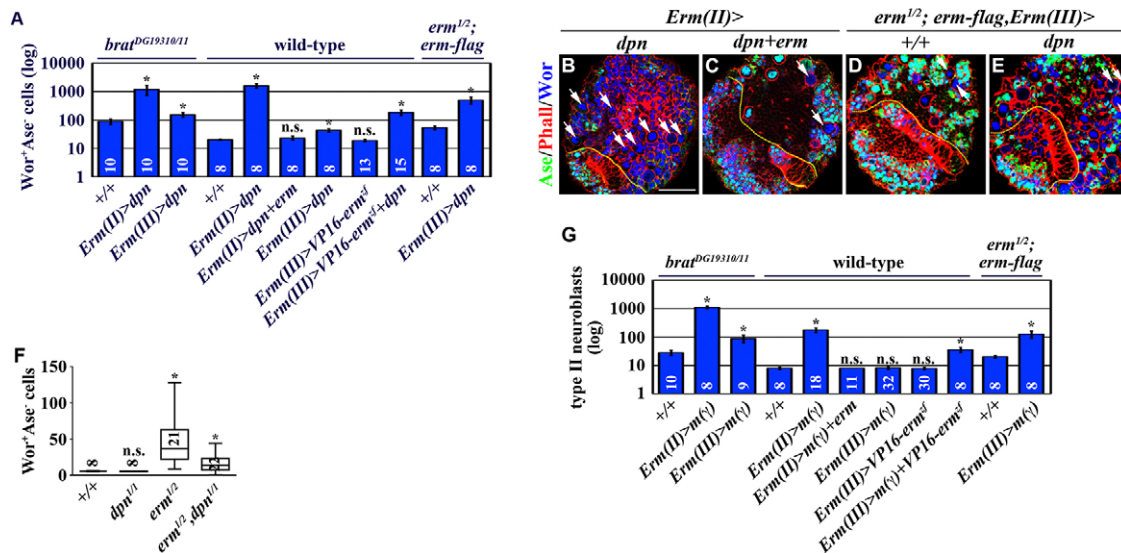 A
brat^DG19310/11
wild-type
erm^1/2;
erm-flag
Wor⁺Ase⁻ cells (log)
10000
1000
100
10
1
10
10
10
8
8
8
8
13
15
8
8
*
*
*
n.s.
*
n.s.
*
*
+/+
Erm(II)>dpn
Erm(III)>dpn
+/+
Erm(II)>dpn
Erm(II)>dpn+erm
Erm(III)>dpn
Erm(III)>VP16-erm^zf
Erm(III)>VP16-erm^zf+dpn
+/+
Erm(III)>dpn
Erm(II)>
erm^1/2; erm-flag,Erm(III)>
dpn
dpn+erm
+/+
dpn
B
C
D
E
Ase/Phall/Wor
F
Wor⁺Ase⁻ cells
150
100
50
0
8
8
21
n.s.
*
*
+/+
dpn^1/1
erm^1/2
erm^1/2,dpn^1/1
G
brat^DG19310/11
wild-type
erm^1/2;
erm-flag
type II neuroblasts
(log)
10000
1000
100
10
1
10
8
9
8
18
11
32
30
8
8
8
*
*
*
n.s.
n.s.
n.s.
*
*
+/+
Erm(II)>m(γ)
Erm(III)>m(γ)
+/+
Erm(II)>m(γ)
Erm(II)>m(γ)+erm
Erm(III)>m(γ)
Erm(III)>VP16-erm^zf
Erm(III)>m(γ)+VP16-erm^zf
+/+
Erm(III)>m(γ)